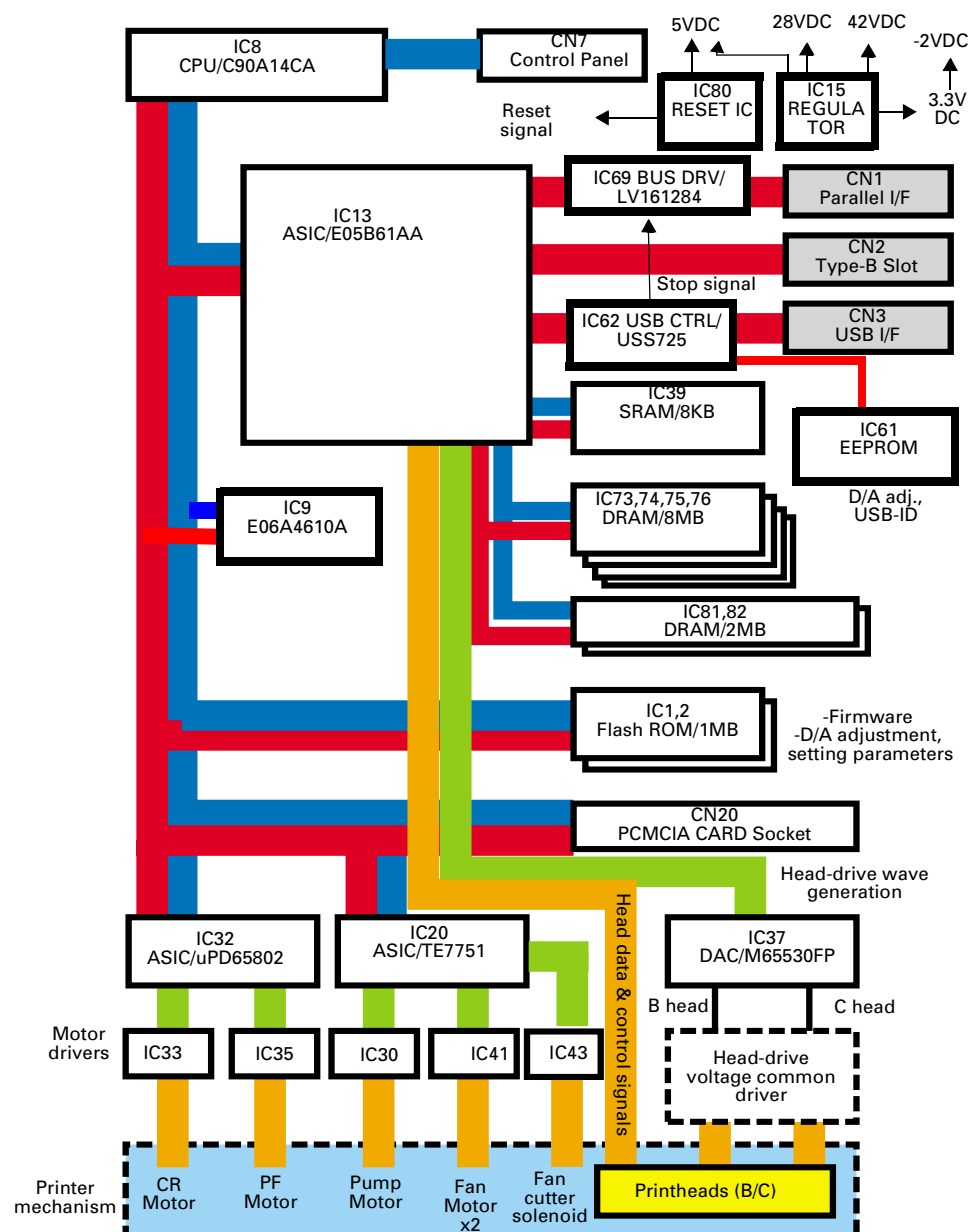 IC8
CPU/C90A14CA
CN7
Control Panel
5VDC
28VDC
42VDC
-2VDC
3.3V
DC
IC80
RESET IC
IC15
REGULA
TOR
Reset
signal
IC13
ASIC/E05B61AA
IC69 BUS DRV/
LV161284
CN1
Parallel I/F
CN2
Type-B Slot
Stop signal
IC62 USB CTRL/
USS725
CN3
USB I/F
IC39
SRAM/8KB
IC61
EEPROM
D/A adj.,
USB-ID
IC9
E06A4610A
IC73,74,75,76
DRAM/8MB
IC81,82
DRAM/2MB
IC1,2
Flash ROM/1MB
-Firmware
-D/A adjustment,
setting parameters
CN20
PCMCIA CARD Socket
Head-drive wave
generation
IC32
ASIC/uPD65802
IC20
ASIC/TE7751
Head data & control signals
IC37
DAC/M65530FP
B head
C head
Motor
drivers
IC33
IC35
IC30
IC41
IC43
Head-drive
voltage common
driver
Printer
mechanism
CR
Motor
PF
Motor
Pump
Motor
Fan
Motor
x2
Fan
cutter
solenoid
Printheads (B/C)